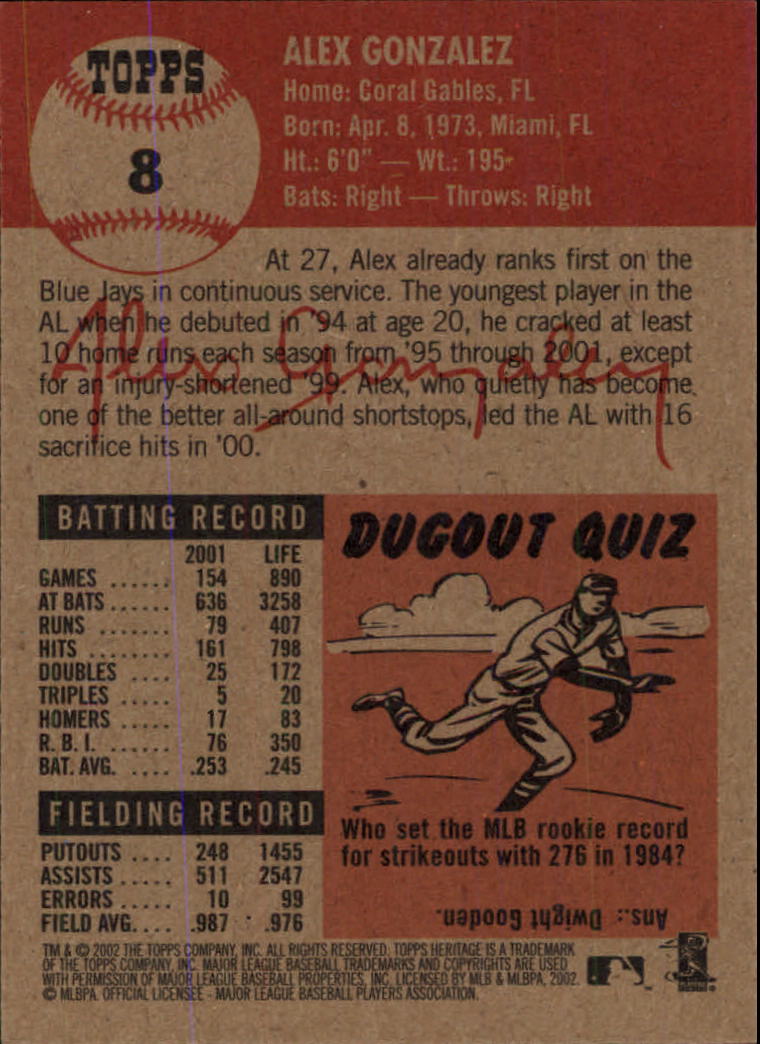 TOPPS
8
ALEX GONZALEZ
Home: Coral Gables, FL
Born: Apr. 8, 1973, Miami, FL
Ht.: 6'0" — Wt.: 195
Bats: Right — Throws: Right
At 27, Alex already ranks first on the
Blue Jays in continuous service. The youngest player in the
AL when he debuted in '94 at age 20, he cracked at least
10 home runs each season from '95 through 2001, except
for an injury-shortened '99. Alex, who quietly has become
one of the better all-around shortstops, led the AL with 16
sacrifice hits in '00.
Alex Gonzalez
BATTING RECORD
2001 LIFE
GAMES ...... 154 890
AT BATS ...... 636 3258
RUNS ....... 79 407
HITS ........ 161 798
DOUBLES .... 25 172
TRIPLES ..... 5 20
HOMERS .... 17 83
R.B.I. ....... 76 350
BAT. AVG. .... .253 .245
FIELDING RECORD
PUTOUTS .... 248 1455
ASSISTS ..... 511 2547
ERRORS ..... 10 99
FIELD AVG. ... .987 .976
DUGOUT QUIZ
Who set the MLB rookie record
for strikeouts with 276 in 1984?
Ans.: Dwight Gooden.
TM & © 2002 THE TOPPS COMPANY, INC. ALL RIGHTS RESERVED. TOPPS HERITAGE IS A TRADEMARK
OF THE TOPPS COMPANY, INC. MAJOR LEAGUE BASEBALL TRADEMARKS AND COPYRIGHTS ARE USED
WITH PERMISSION OF MAJOR LEAGUE BASEBALL PROPERTIES, INC. LICENSED BY MLB & MLBPA, 2002.
© MLBPA. OFFICIAL LICENSEE - MAJOR LEAGUE BASEBALL PLAYERS ASSOCIATION.